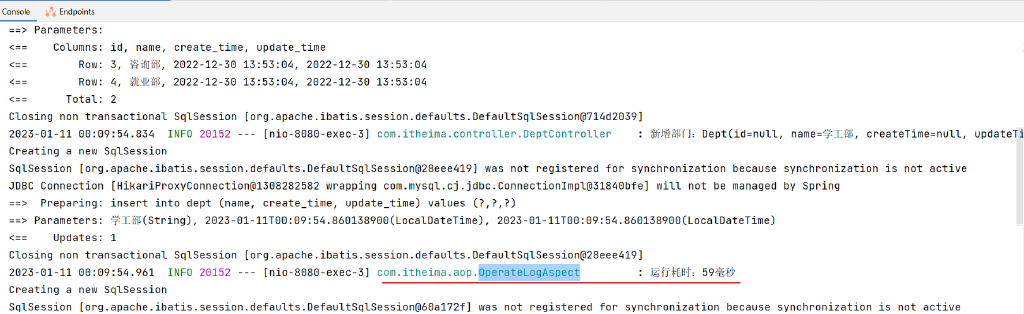 Console Endpoints
==> Parameters:
<== Columns: id, name, create_time, update_time
<== Row: 3, 咨询部, 2022-12-30 13:53:04, 2022-12-30 13:53:04
<== Row: 4, 就业部, 2022-12-30 13:53:04, 2022-12-30 13:53:04
<== Total: 2
Closing non transactional SqlSession [org.apache.ibatis.session.defaults.DefaultSqlSession@714d2039]
2023-01-11 00:09:54.834 INFO 20152 --- [nio-8080-exec-3] com.itheima.controller.DeptController : 新增部门：Dept(id=null, name=学工部, createTime=null, updateTi
Creating a new SqlSession
SqlSession [org.apache.ibatis.session.defaults.DefaultSqlSession@28eee419] was not registered for synchronization because synchronization is not active
JDBC Connection [HikariProxyConnection@1308282582 wrapping com.mysql.cj.jdbc.ConnectionImpl@31840bfe] will not be managed by Spring
==> Preparing: insert into dept (name, create_time, update_time) values (?,?,?)
==> Parameters: 学工部(String), 2023-01-11T00:09:54.860138900(LocalDateTime), 2023-01-11T00:09:54.860138900(LocalDateTime)
<== Updates: 1
Closing non transactional SqlSession [org.apache.ibatis.session.defaults.DefaultSqlSession@28eee419]
2023-01-11 00:09:54.961 INFO 20152 --- [nio-8080-exec-3] com.itheima.aop.OperateLogAspect : 运行耗时：59毫秒
Creating a new SqlSession
SqlSession [org.apache.ibatis.session.defaults.DefaultSqlSession@60a172f] was not registered for synchronization because synchronization is not active